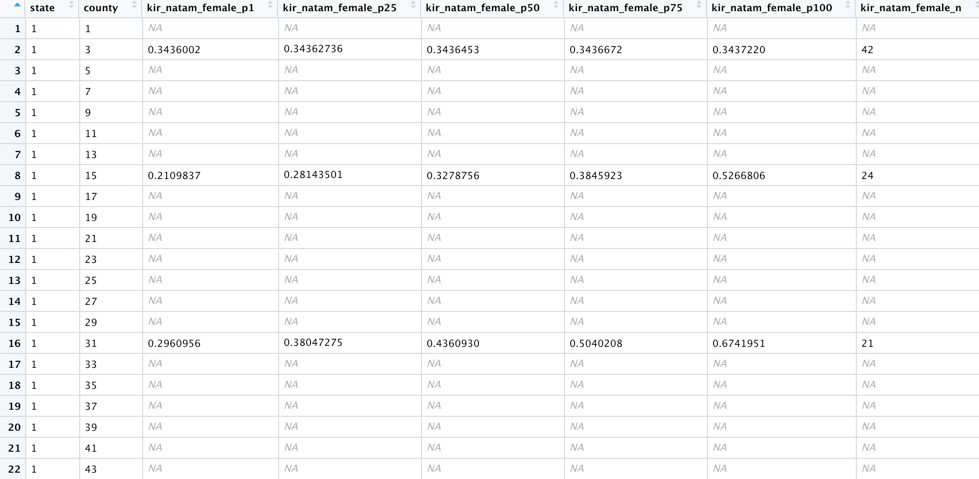 state county kir_natam_female_p1 kir_natam_female_p25 kir_natam_female_p50 kir_natam_female_p75 kir_natam_female_p100 kir_natam_female_n
1 1 1 NA NA NA NA NA NA
2 1 3 0.3436002 0.34362736 0.3436453 0.3436672 0.3437220 42
3 1 5 NA NA NA NA NA NA
4 1 7 NA NA NA NA NA NA
5 1 9 NA NA NA NA NA NA
6 1 11 NA NA NA NA NA NA
7 1 13 NA NA NA NA NA NA
8 1 15 0.2109837 0.28143501 0.3278756 0.3845923 0.5266806 24
9 1 17 NA NA NA NA NA NA
10 1 19 NA NA NA NA NA NA
11 1 21 NA NA NA NA NA NA
12 1 23 NA NA NA NA NA NA
13 1 25 NA NA NA NA NA NA
14 1 27 NA NA NA NA NA NA
15 1 29 NA NA NA NA NA NA
16 1 31 0.2960956 0.38047275 0.4360930 0.5040208 0.6741951 21
17 1 33 NA NA NA NA NA NA
18 1 35 NA NA NA NA NA NA
19 1 37 NA NA NA NA NA NA
20 1 39 NA NA NA NA NA NA
21 1 41 NA NA NA NA NA NA
22 1 43 NA NA NA NA NA NA